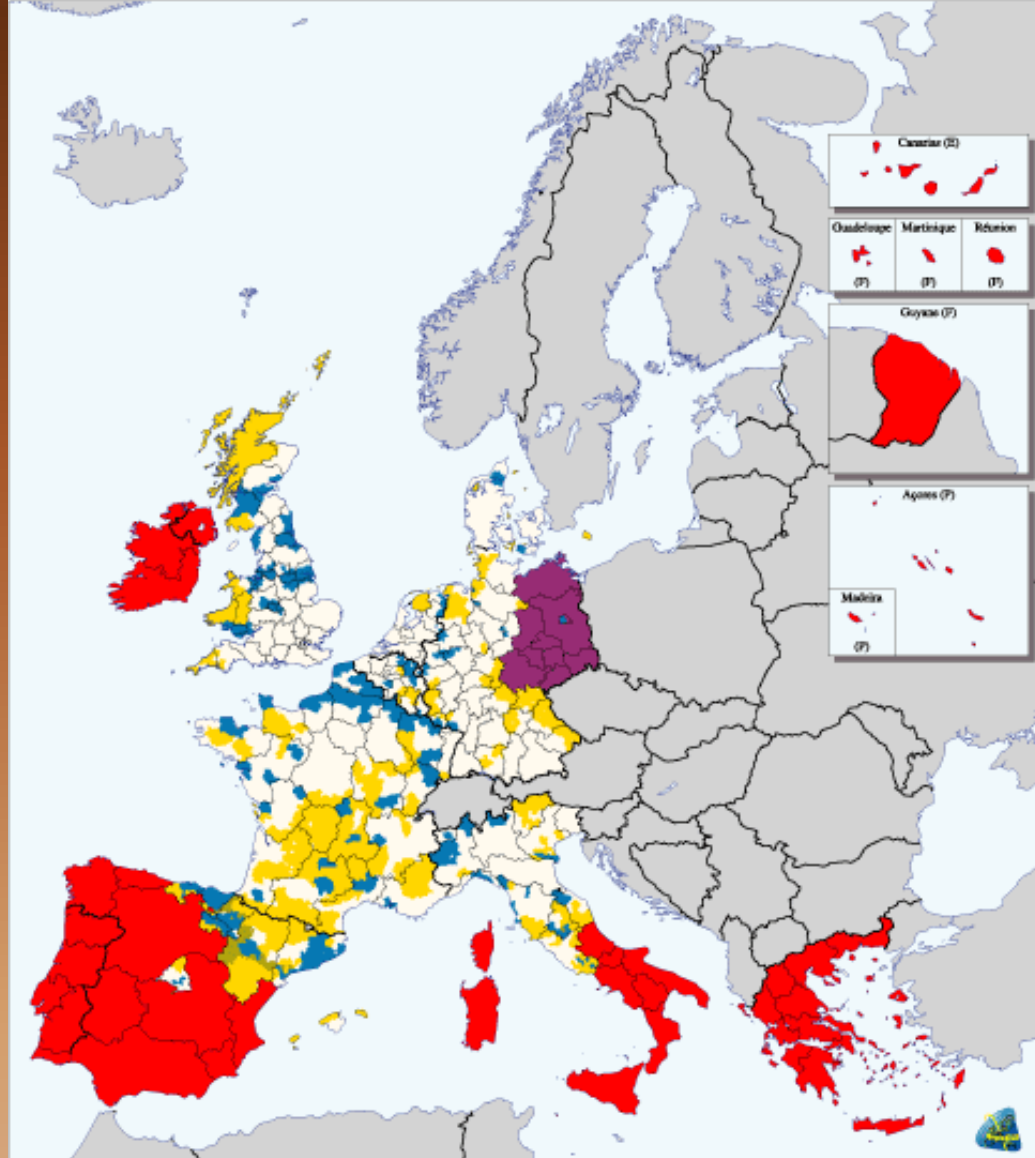 Canarias (E)
Guadeloupe
Martinique
Réunion
(F)
(F)
(F)
Guyane (F)
Açores (P)
Madeira
(P)